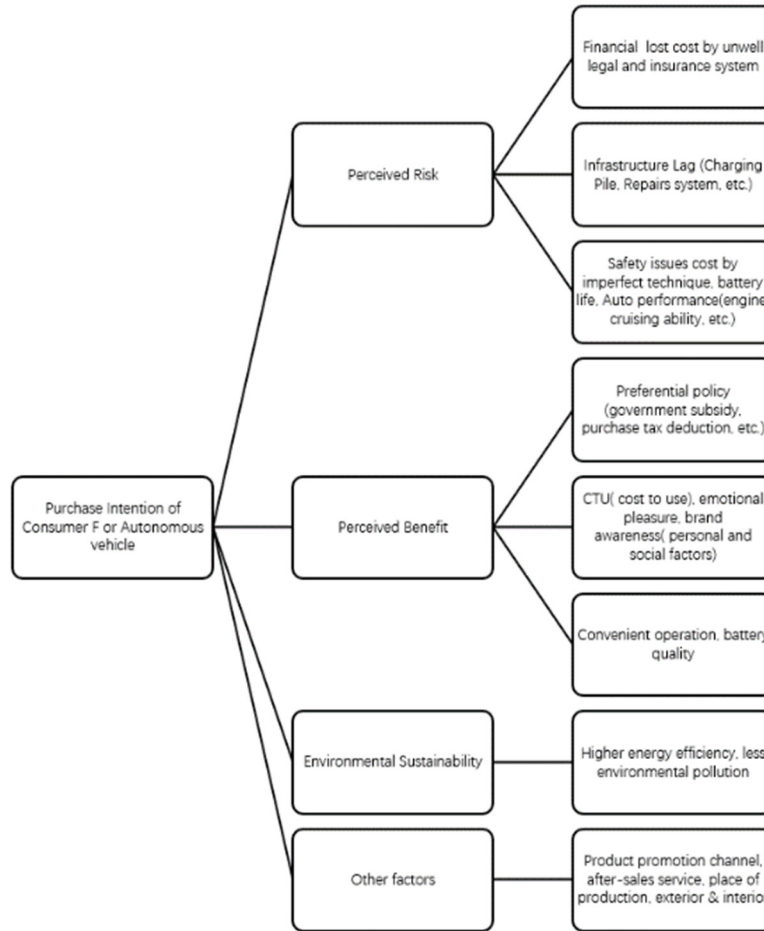 Financial lost cost by unwell
legal and insurance system
Perceived Risk
Infrastructure Lag (Charging
Pile, Repairs system, etc.)
Safety issues cost by
imperfect technique, battery
life, Auto performance(engine,
cruising ability, etc.)
Preferential policy
(government subsidy,
purchase tax deduction, etc.)
Purchase Intention of
Consumer F or Autonomous
vehicle
Perceived Benefit
CTU( cost to use), emotional
pleasure, brand
awareness( personal and
social factors)
Convenient operation, battery
quality
Environmental Sustainability
Higher energy efficiency, less
environmental pollution
Other factors
Product promotion channel,
after-sales service, place of
production, exterior & interior